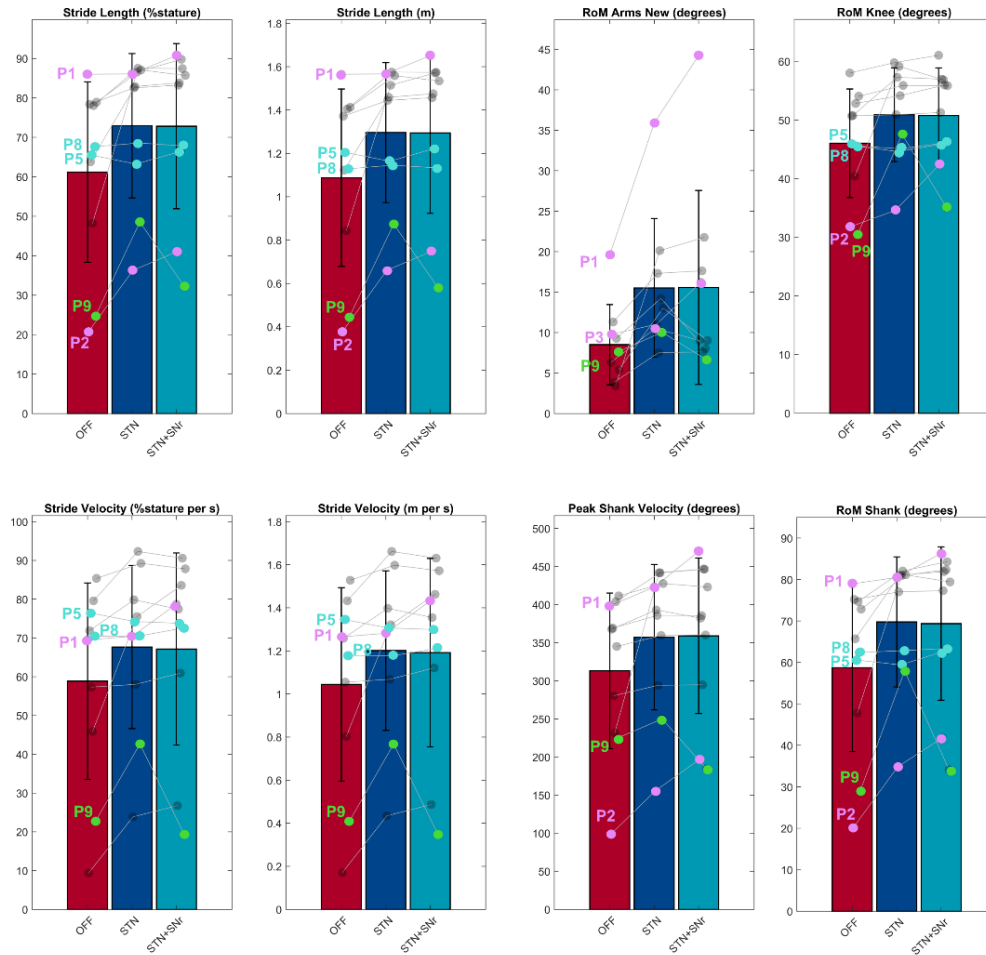 Stride Length (%stature)
90
80
70
60
50
40
30
20
10
0
P1
P8
P5
P9
P2
OFF
STN
STN+SNr
Stride Length (m)
1.8
1.6
1.4
1.2
1
0.8
0.6
0.4
0.2
0
P1
P5
P8
P9
P2
OFF
STN
STN+SNr
RoM Arms New (degrees)
45
40
35
30
25
20
15
10
5
0
P1
P3
P9
OFF
STN
STN+SNr
RoM Knee (degrees)
60
50
40
30
20
10
0
P5
P8
P2
P9
OFF
STN
STN+SNr
Stride Velocity (%stature per s)
100
90
80
70
60
50
40
30
20
10
0
P5
P8
P1
P9
OFF
STN
STN+SNr
Stride Velocity (m per s)
1.8
1.6
1.4
1.2
1
0.8
0.6
0.4
0.2
0
P5
P1
P8
P9
OFF
STN
STN+SNr
Peak Shank Velocity (degrees)
500
450
400
350
300
250
200
150
100
50
0
P1
P9
P2
OFF
STN
STN+SNr
RoM Shank (degrees)
90
80
70
60
50
40
30
20
10
0
P1
P8
P5
P9
P2
OFF
STN
STN+SNr